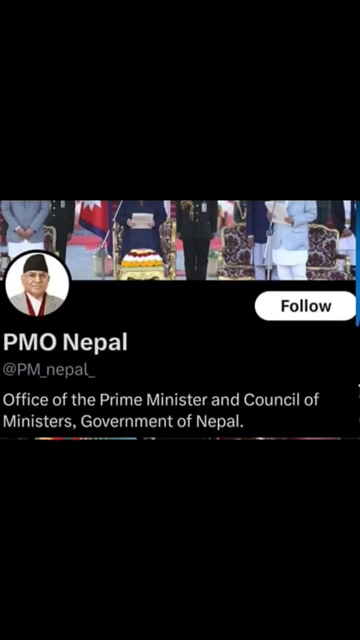 Follow
PMO Nepal
@PM_nepal_
Office of the Prime Minister and Council of
Ministers, Government of Nepal.